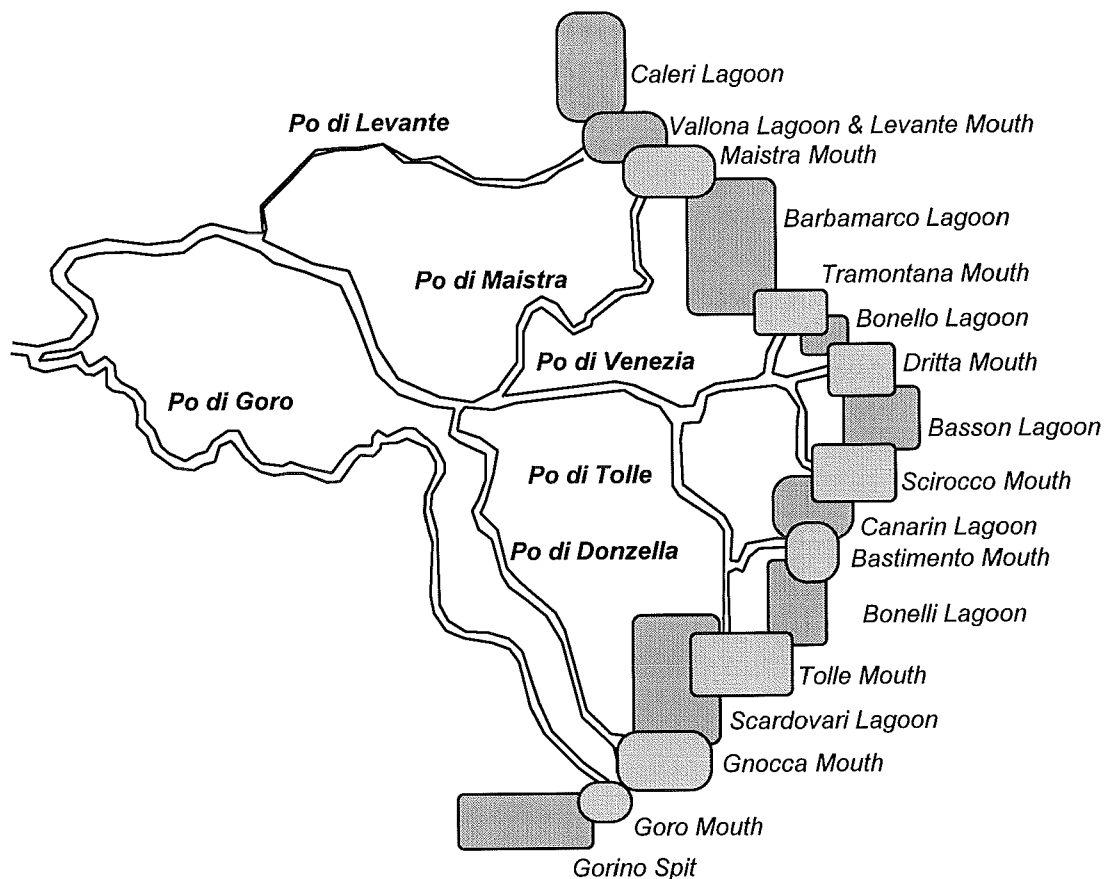 Caleri Lagoon
Po di Levante
Vallona Lagoon & Levante Mouth
Maistra Mouth
Barbamarco Lagoon
Po di Maistra
Tramontana Mouth
Bonello Lagoon
Po di Venezia
Dritta Mouth
Po di Goro
Basson Lagoon
Po di Tolle
Scirocco Mouth
Canarin Lagoon
Po di Donzella
Bastimento Mouth
Bonelli Lagoon
Tolle Mouth
Scardovari Lagoon
Gnocca Mouth
Goro Mouth
Gorino Spit